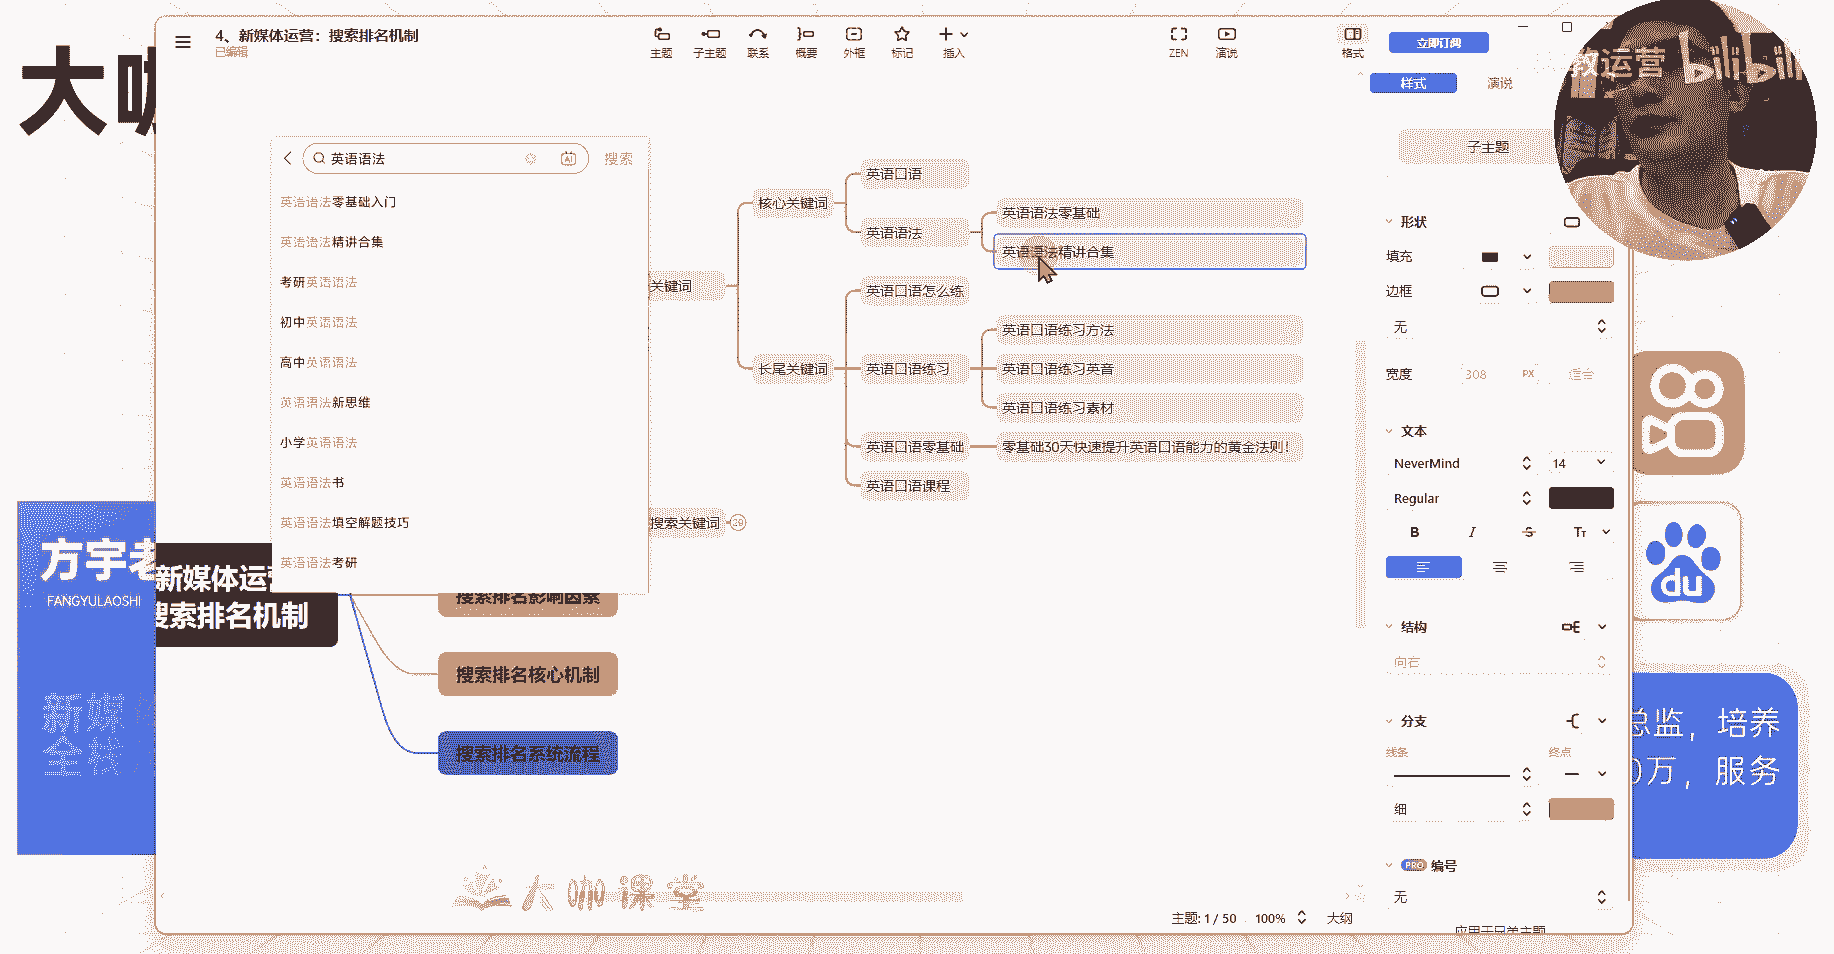 4、新媒体运营：搜索排名机制
已编辑
主题
子主题
联系
概要
外框
标记
插入
ZEN
演说
格式
立即订阅
教运营 bilibili
样式
演说
大咖
英语语法
AI
搜索
英语语法零基础入门
英语语法精讲合集
考研英语语法
初中英语语法
高中英语语法
英语语法新思维
小学英语语法
英语语法书
英语语法填空解题技巧
英语语法考研
关键词
核心关键词
英语口语
英语语法
英语语法零基础
英语语法精讲合集
长尾关键词
英语口语怎么练
英语口语练习
英语口语练习方法
英语口语练习英音
英语口语练习素材
英语口语零基础
零基础30天快速提升英语口语能力的黄金法则！
英语口语课程
搜索关键词
29
新媒体运营
搜索排名机制
搜索排名影响因素
搜索排名核心机制
搜索排名系统流程
方宇老
FANGYULAOSHI
新媒
全栈
子主题
形状
填充
边框
无
宽度
308
PX
适合
文本
NeverMind
14
Regular
B
I
S
TT
结构
向右
分支
线条
终点
细
PRO
编号
无
应用于兄弟主题
du
总监，培养
0万，服务
大咖课堂
主题: 1 / 50
100%
大纲